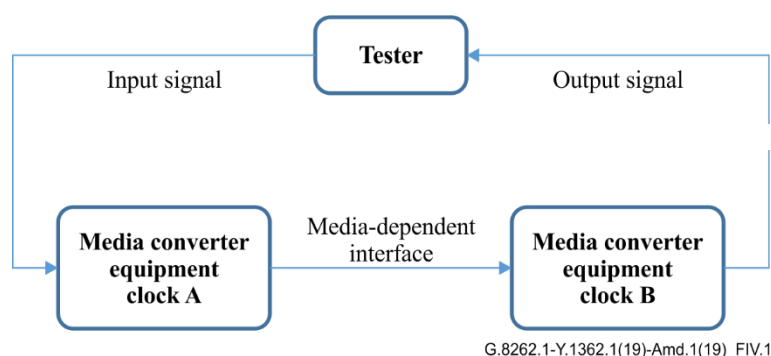 Tester
Input signal
Output signal
Media converter
equipment
clock A
Media-dependent
interface
Media converter
equipment
clock B
G.8262.1-Y.1362.1(19)-Amd.1(19)_FIV.1